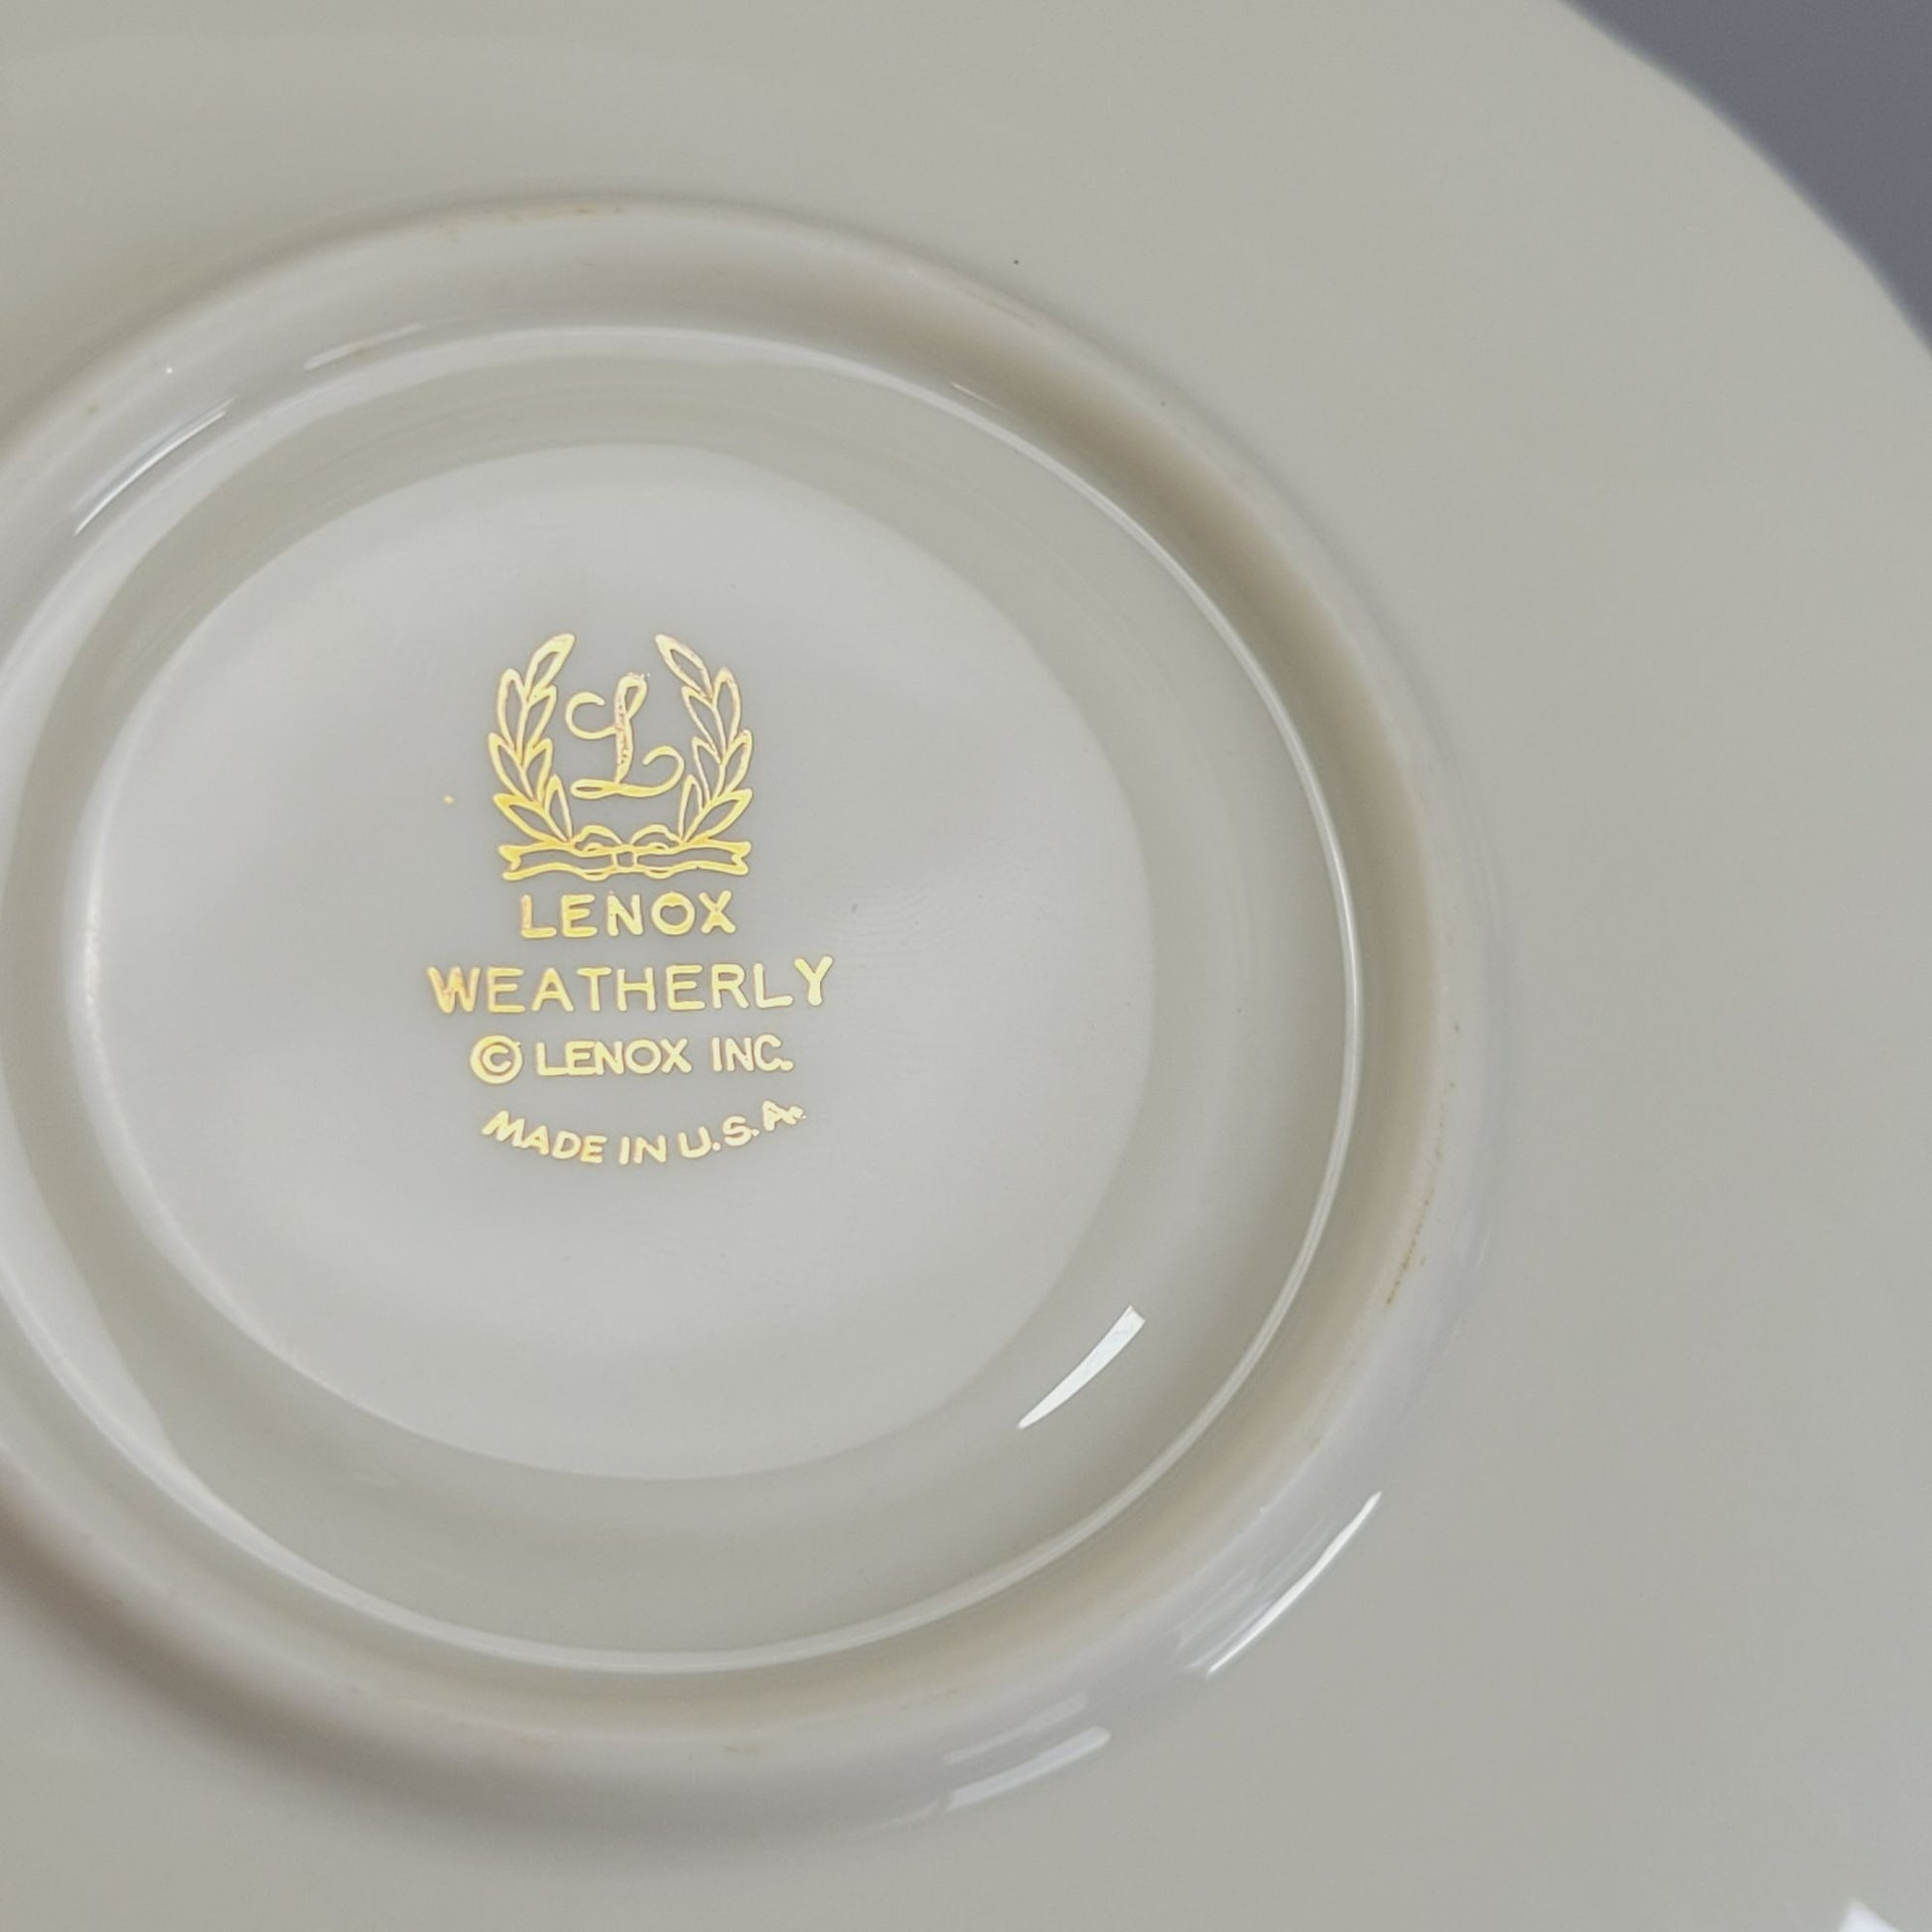 L
LENOX
WEATHERLY
© LENOX INC.
MADE IN U.S.A.